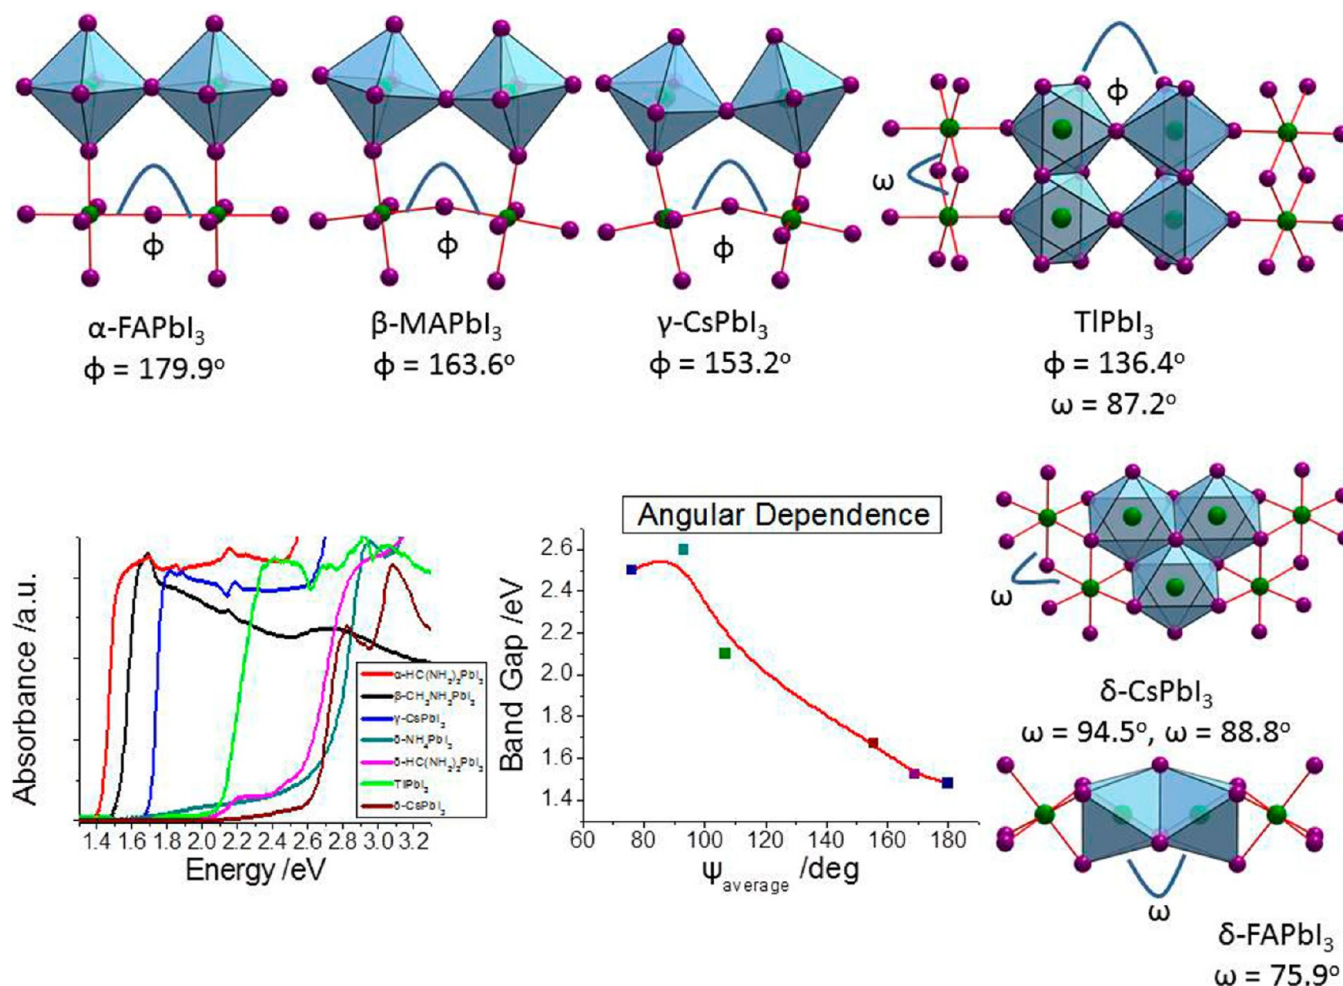 ϕ
ϕ
ϕ
ϕ
ω
α-FAPbI₃
ϕ = 179.9°
β-MAPbI₃
ϕ = 163.6°
γ-CsPbI₃
ϕ = 153.2°
TlPbI₃
ϕ = 136.4°
ω = 87.2°
Absorbance /a.u.
α-HC(NH₂)₂PbI₃
β-CH₃NH₃PbI₃
γ-CsPbI₃
δ-NH₄PbI₃
δ-HC(NH₂)₂PbI₃
TlPbI₃
δ-CsPbI₃
1.4 1.6 1.8 2.0 2.2 2.4 2.6 2.8 3.0 3.2
Energy /eV
Angular Dependence
Band Gap /eV
2.6
2.4
2.2
2.0
1.8
1.6
1.4
60 80 100 120 140 160 180
Ψaverage /deg
ω
δ-CsPbI₃
ω = 94.5°, ω = 88.8°
ω
δ-FAPbI₃
ω = 75.9°